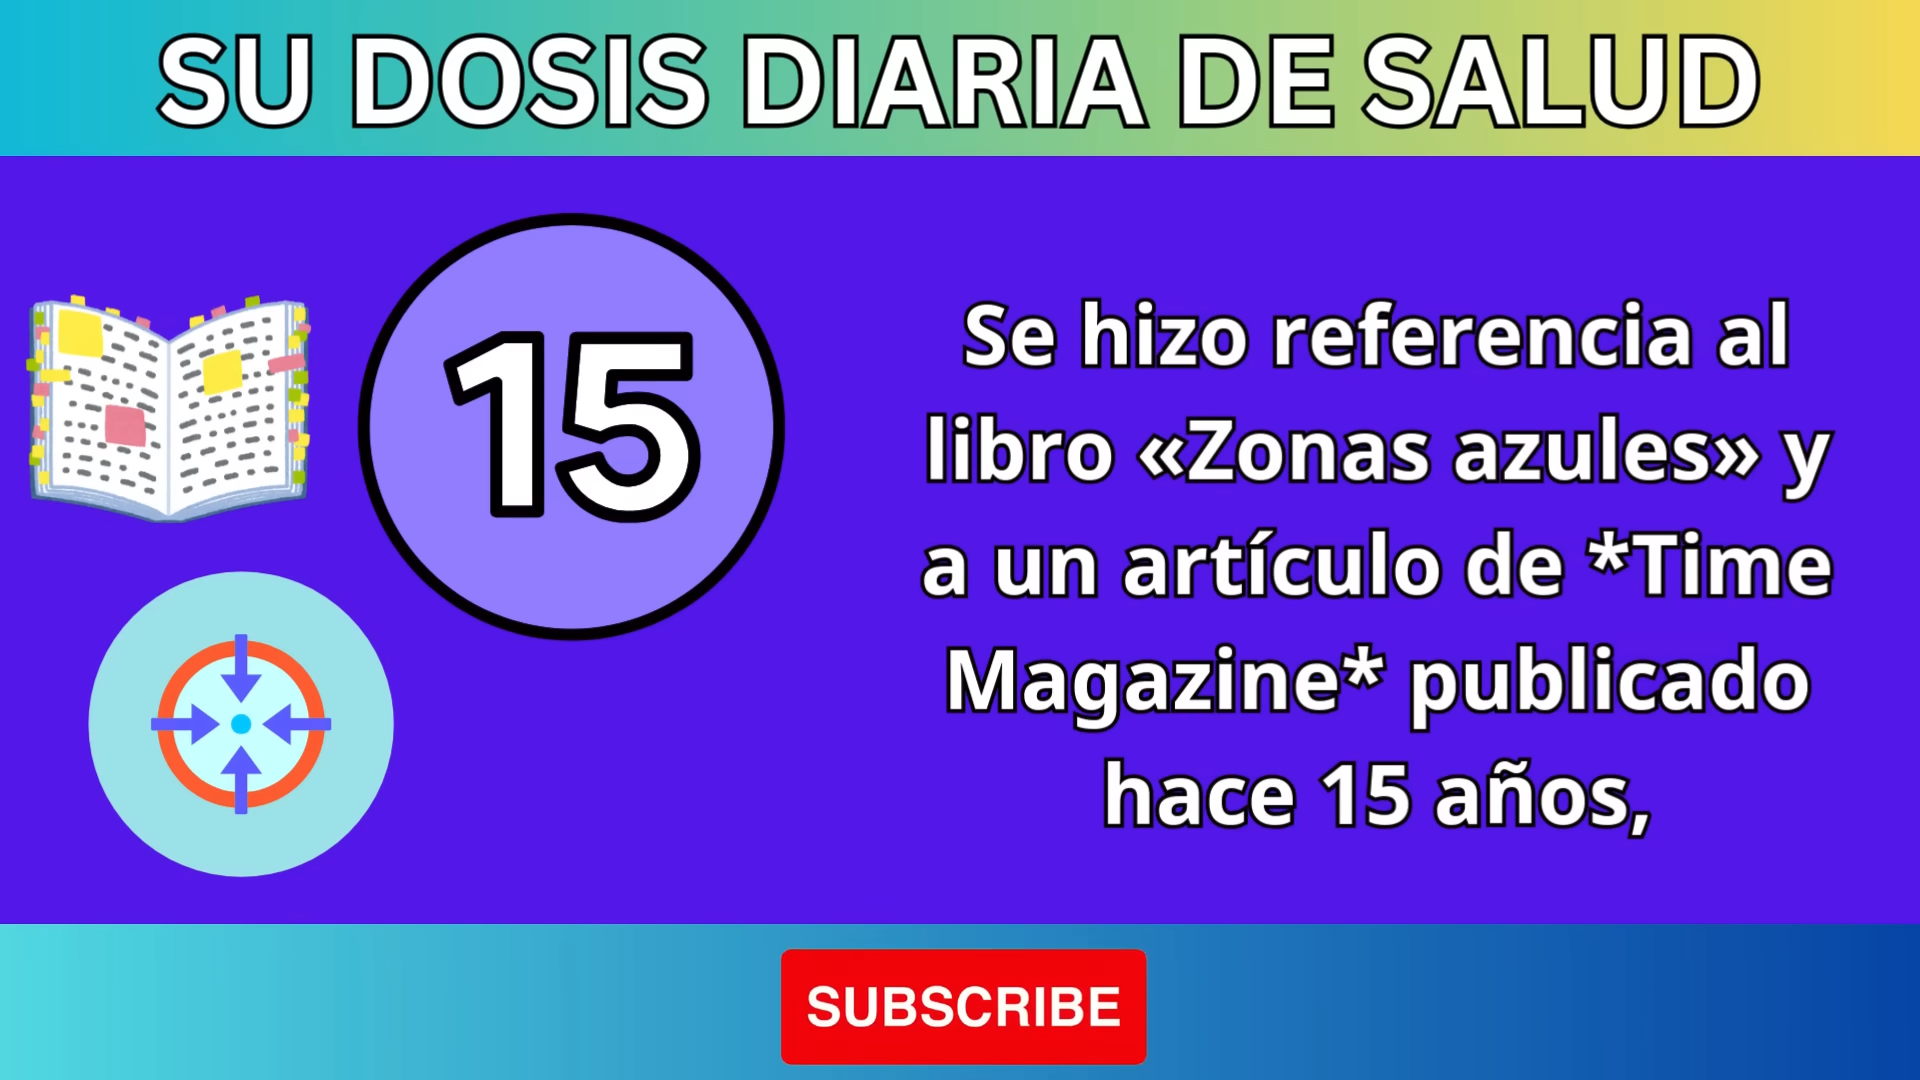 SU DOSIS DIARIA DE SALUD
15
Se hizo referencia al
libro «Zonas azules» y
a un artículo de *Time
Magazine* publicado
hace 15 años,
SUBSCRIBE